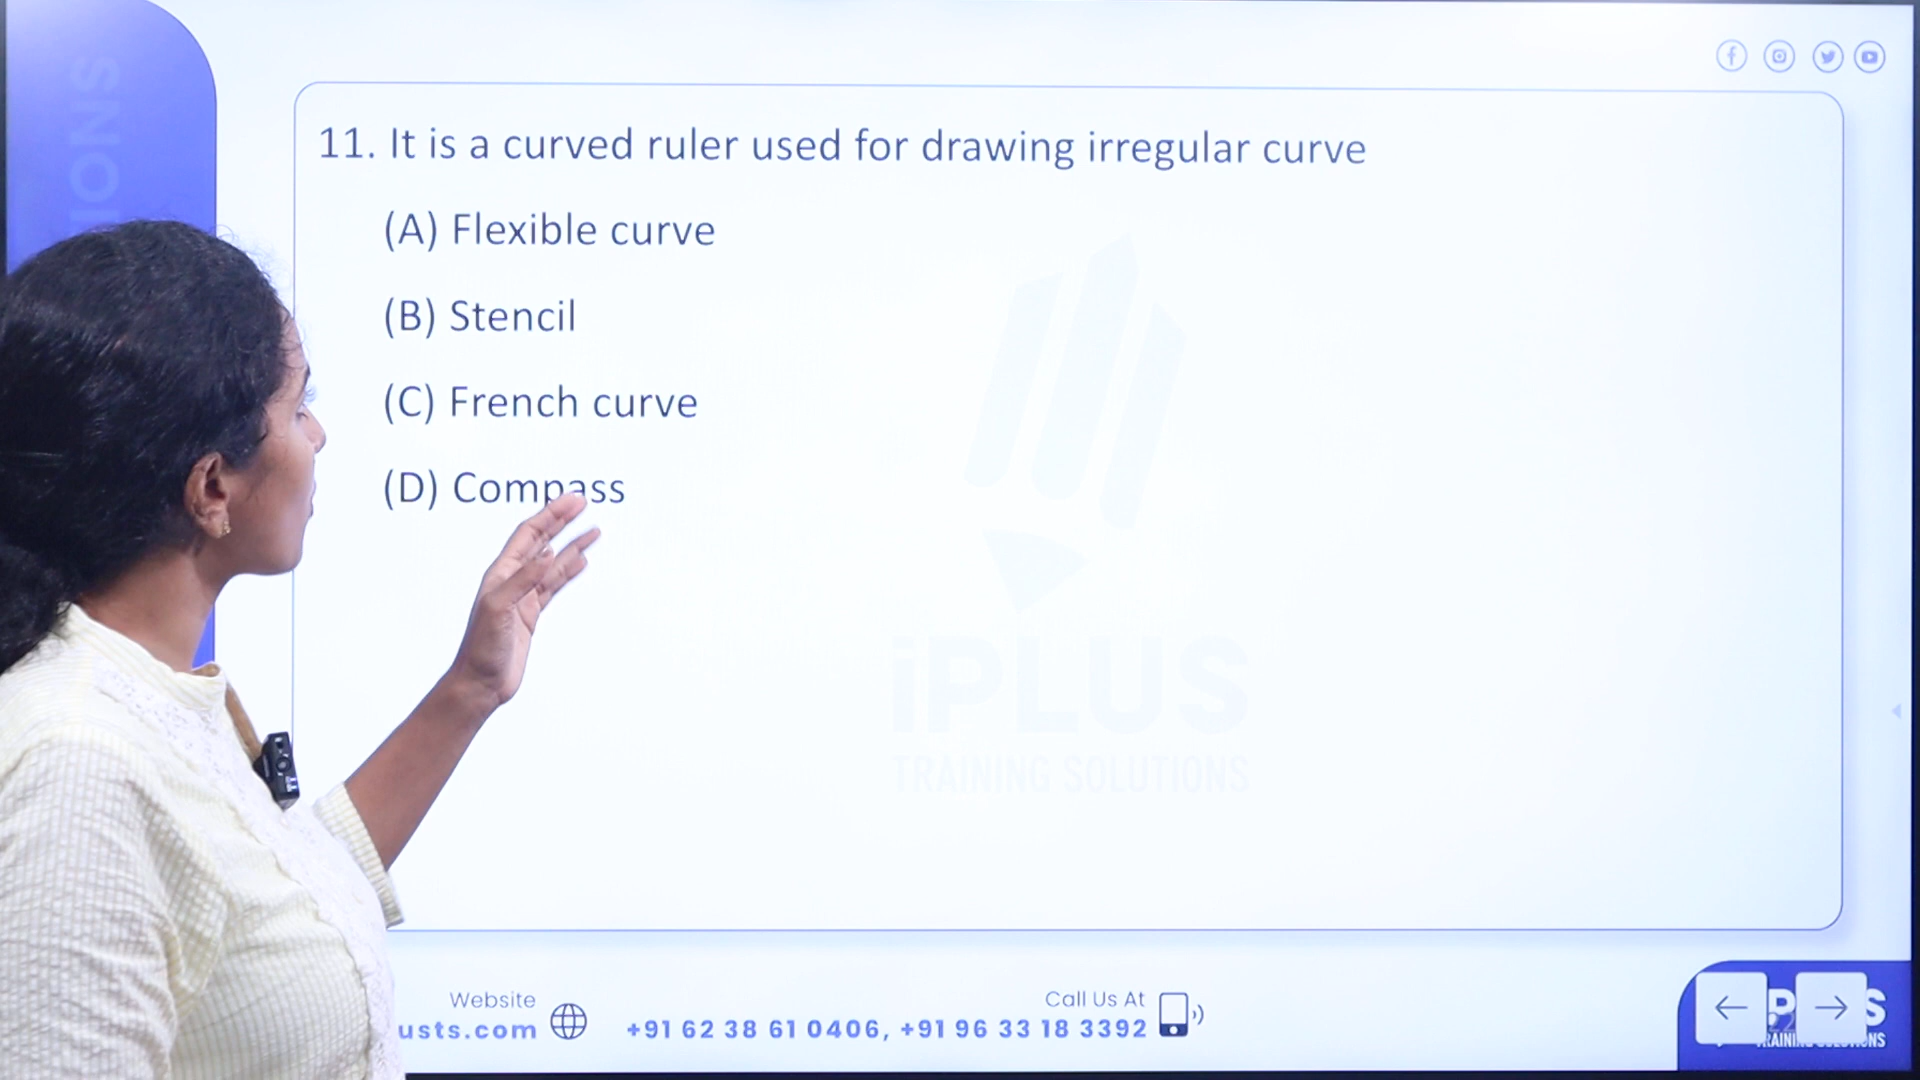 IONS
11. It is a curved ruler used for drawing irregular curve
(A) Flexible curve
(B) Stencil
(C) French curve
(D) Compass
iPLUS
TRAINING SOLUTIONS
Website
usts.com
Call Us At
+91 62 38 61 0406, +91 96 33 18 3392